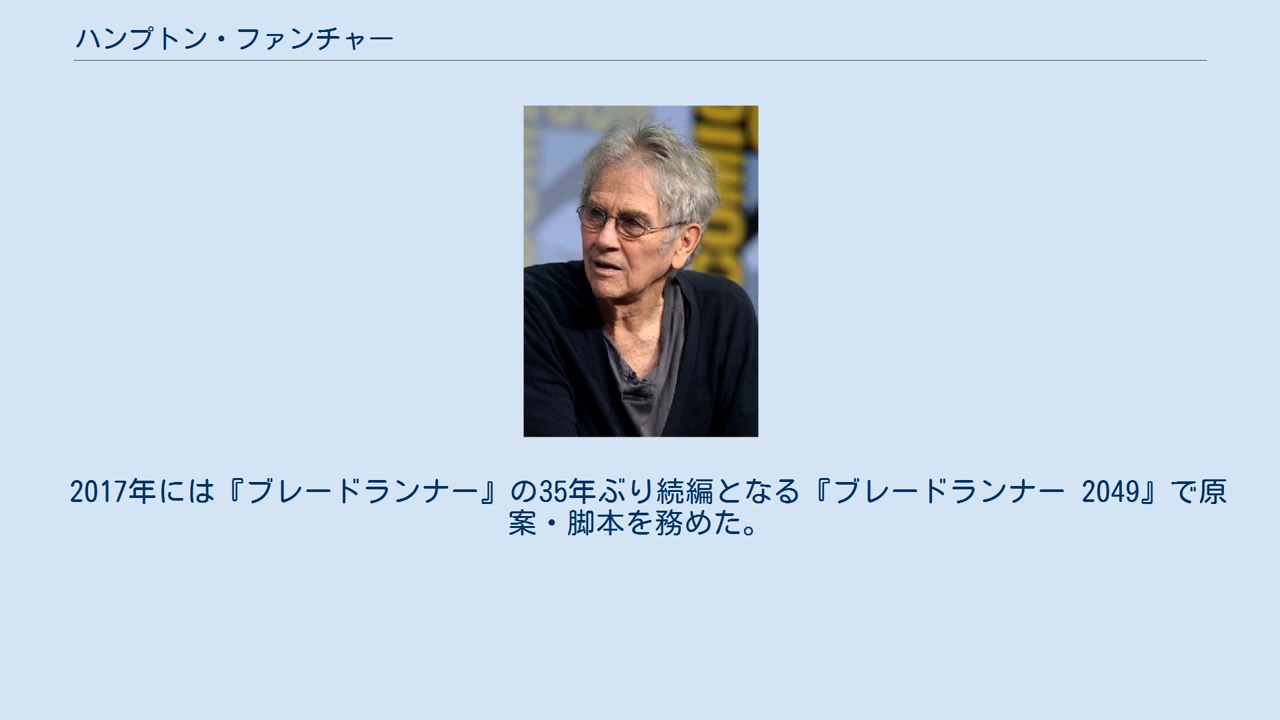 ハンプトン・ファンチャー
2017年には『ブレードランナー』の35年ぶり続編となる『ブレードランナー 2049』で原
案・脚本を務めた。